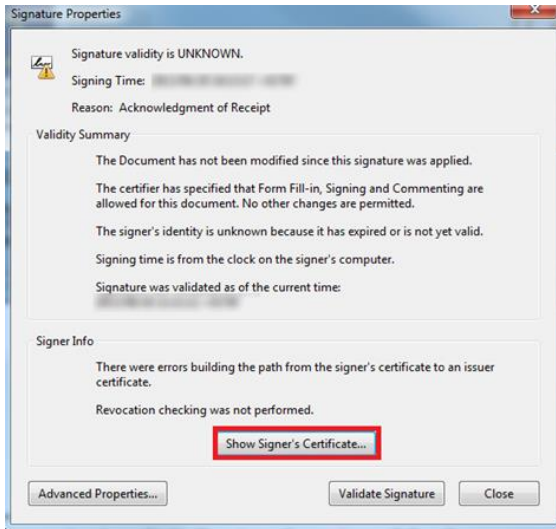 Signature Properties
Signature validity is UNKNOWN.
Signing Time:
Reason: Acknowledgment of Receipt
Validity Summary
The Document has not been modified since this signature was applied.
The certifier has specified that Form Fill-in, Signing and Commenting are
allowed for this document. No other changes are permitted.
The signer's identity is unknown because it has expired or is not yet valid.
Signing time is from the clock on the signer's computer.
Signature was validated as of the current time:
Signer Info
There were errors building the path from the signer's certificate to an issuer
certificate.
Revocation checking was not performed.
Show Signer's Certificate...
Advanced Properties...
Validate Signature
Close